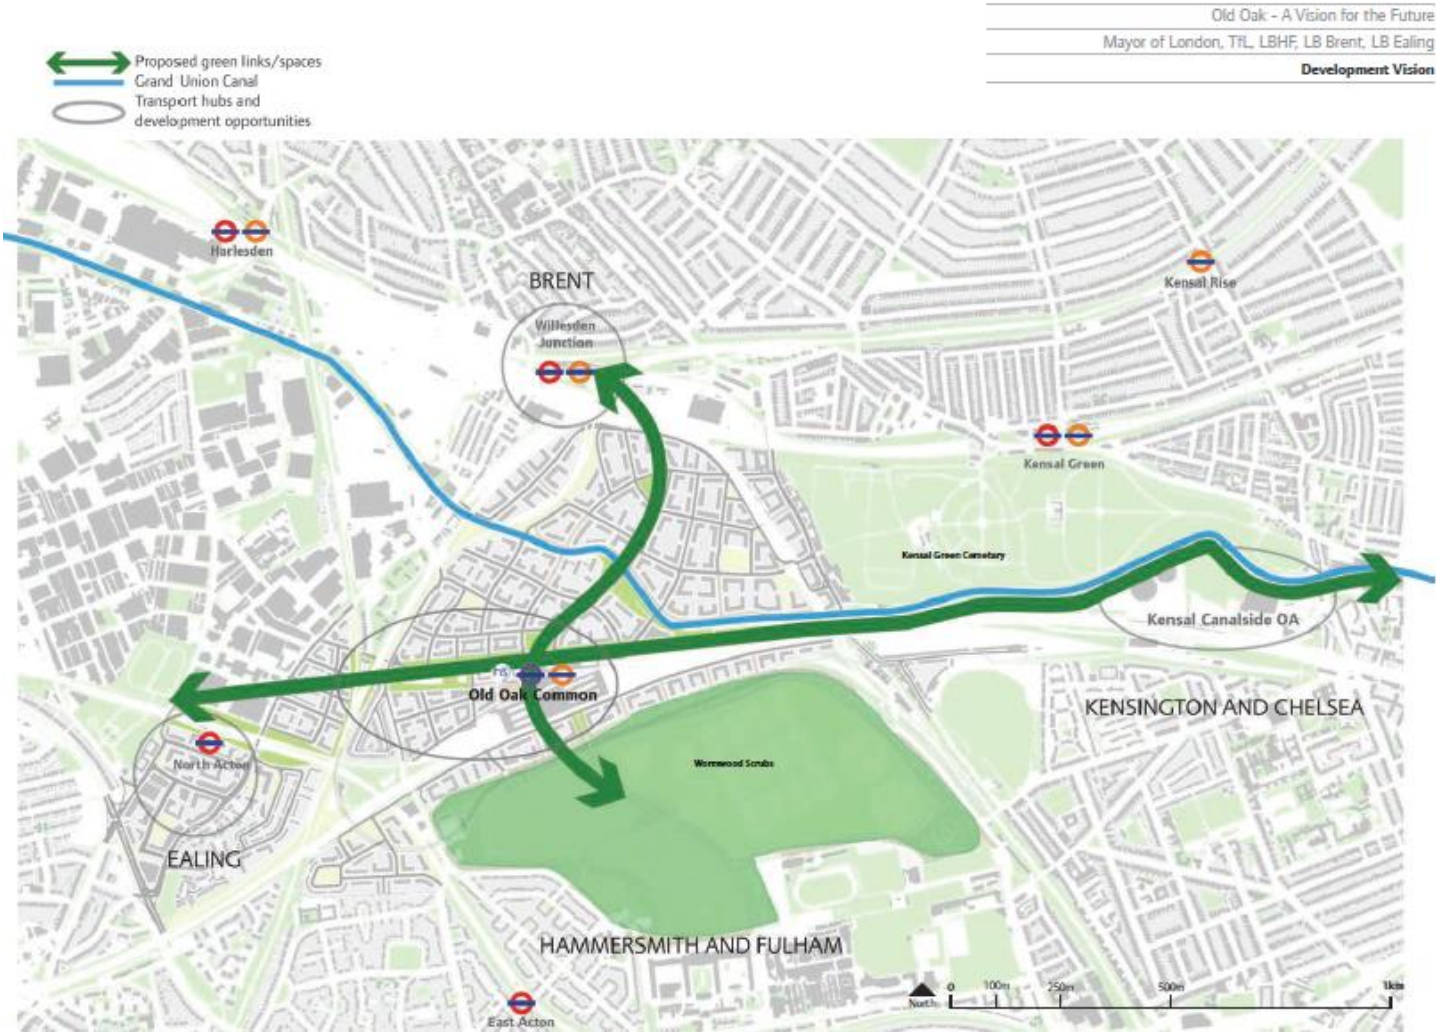 Old Oak - A Vision for the Future
Mayor of London, TfL, LBHF, LB Brent, LB Ealing
Development Vision
Proposed green links/spaces
Grand Union Canal
Transport hubs and
development opportunities
Harlesden
BRENT
Kensal Rise
Willesden
Junction
Kensal Green
Kensal Green Cemetary
Kensal Canalside OA
Old Oak Common
KENSINGTON AND CHELSEA
North Acton
Wormwood Scrubs
EALING
HAMMERSMITH AND FULHAM
North
0 100m 250m 500m 1km
East Acton